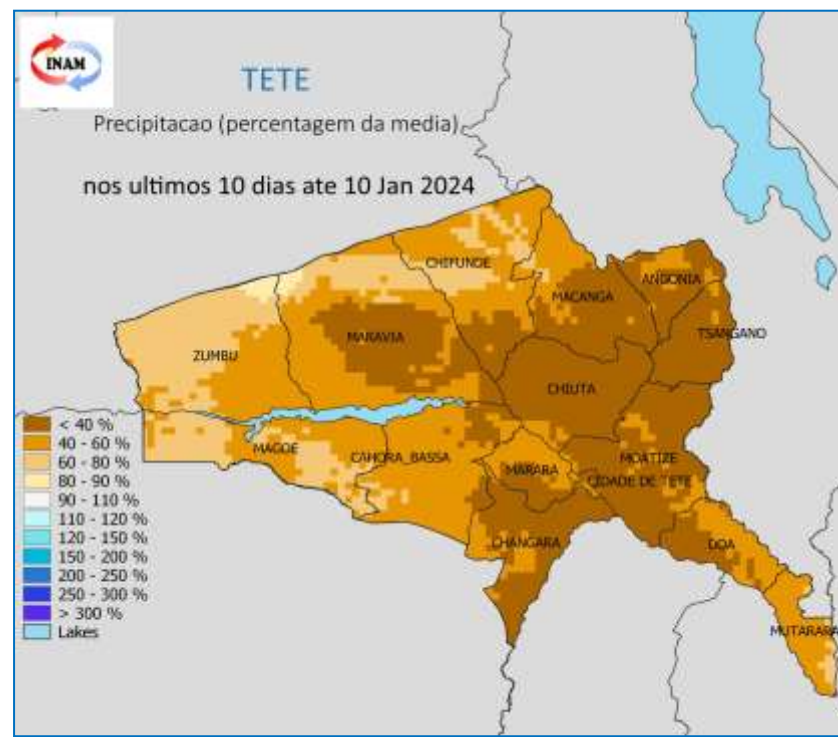 INAM
TETE
Precipitacao (percentagem da media)
nos ultimos 10 dias ate 10 Jan 2024
CHIFUNDE
ANGONIA
MACANGA
TSANGANO
MARAVIA
ZUMBU
CHIUTA
< 40 %
40 - 60 %
60 - 80 %
80 - 90 %
90 - 110 %
110 - 120 %
120 - 150 %
150 - 200 %
200 - 250 %
250 - 300 %
> 300 %
Lakes
MAGOE
CAHORA_BASSA
MARARA
MOATIZE
CIDADE DE TETE
CHANGARA
DOA
MUTARARA